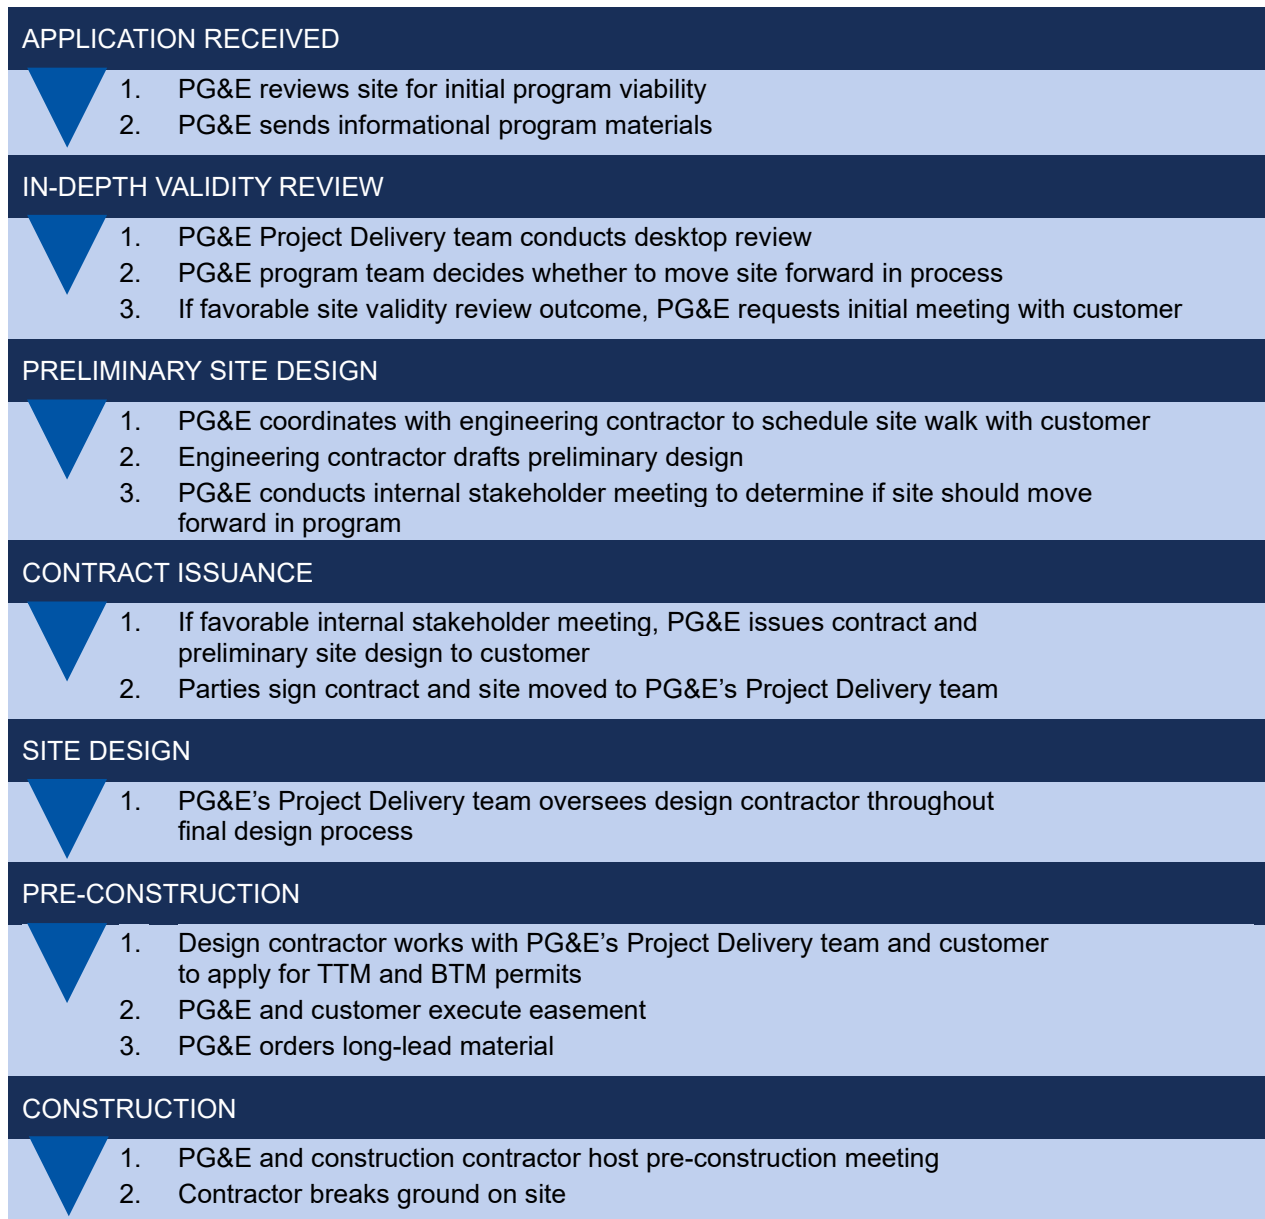 APPLICATION RECEIVED
1. PG&E reviews site for initial program viability
2. PG&E sends informational program materials
IN-DEPTH VALIDITY REVIEW
1. PG&E Project Delivery team conducts desktop review
2. PG&E program team decides whether to move site forward in process
3. If favorable site validity review outcome, PG&E requests initial meeting with customer
PRELIMINARY SITE DESIGN
1. PG&E coordinates with engineering contractor to schedule site walk with customer
2. Engineering contractor drafts preliminary design
3. PG&E conducts internal stakeholder meeting to determine if site should move
forward in program
CONTRACT ISSUANCE
1. If favorable internal stakeholder meeting, PG&E issues contract and
preliminary site design to customer
2. Parties sign contract and site moved to PG&E’s Project Delivery team
SITE DESIGN
1. PG&E’s Project Delivery team oversees design contractor throughout
final design process
PRE-CONSTRUCTION
1. Design contractor works with PG&E’s Project Delivery team and customer
to apply for TTM and BTM permits
2. PG&E and customer execute easement
3. PG&E orders long-lead material
CONSTRUCTION
1. PG&E and construction contractor host pre-construction meeting
2. Contractor breaks ground on site